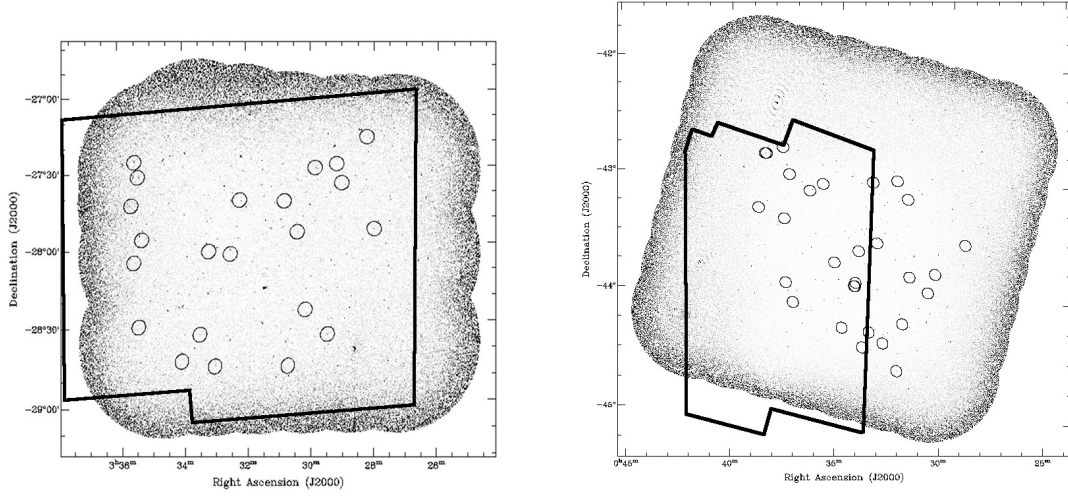 -27°00'
-27°30'
-28°00'
-28°30'
-29°00'
Declination (J2000)
3ʰ36ᵐ 34ᵐ 32ᵐ 30ᵐ 28ᵐ 26ᵐ
Right Ascension (J2000)
-42°
-43°
-44°
-45°
Declination (J2000)
0ʰ45ᵐ 40ᵐ 35ᵐ 30ᵐ 25ᵐ
Right Ascension (J2000)